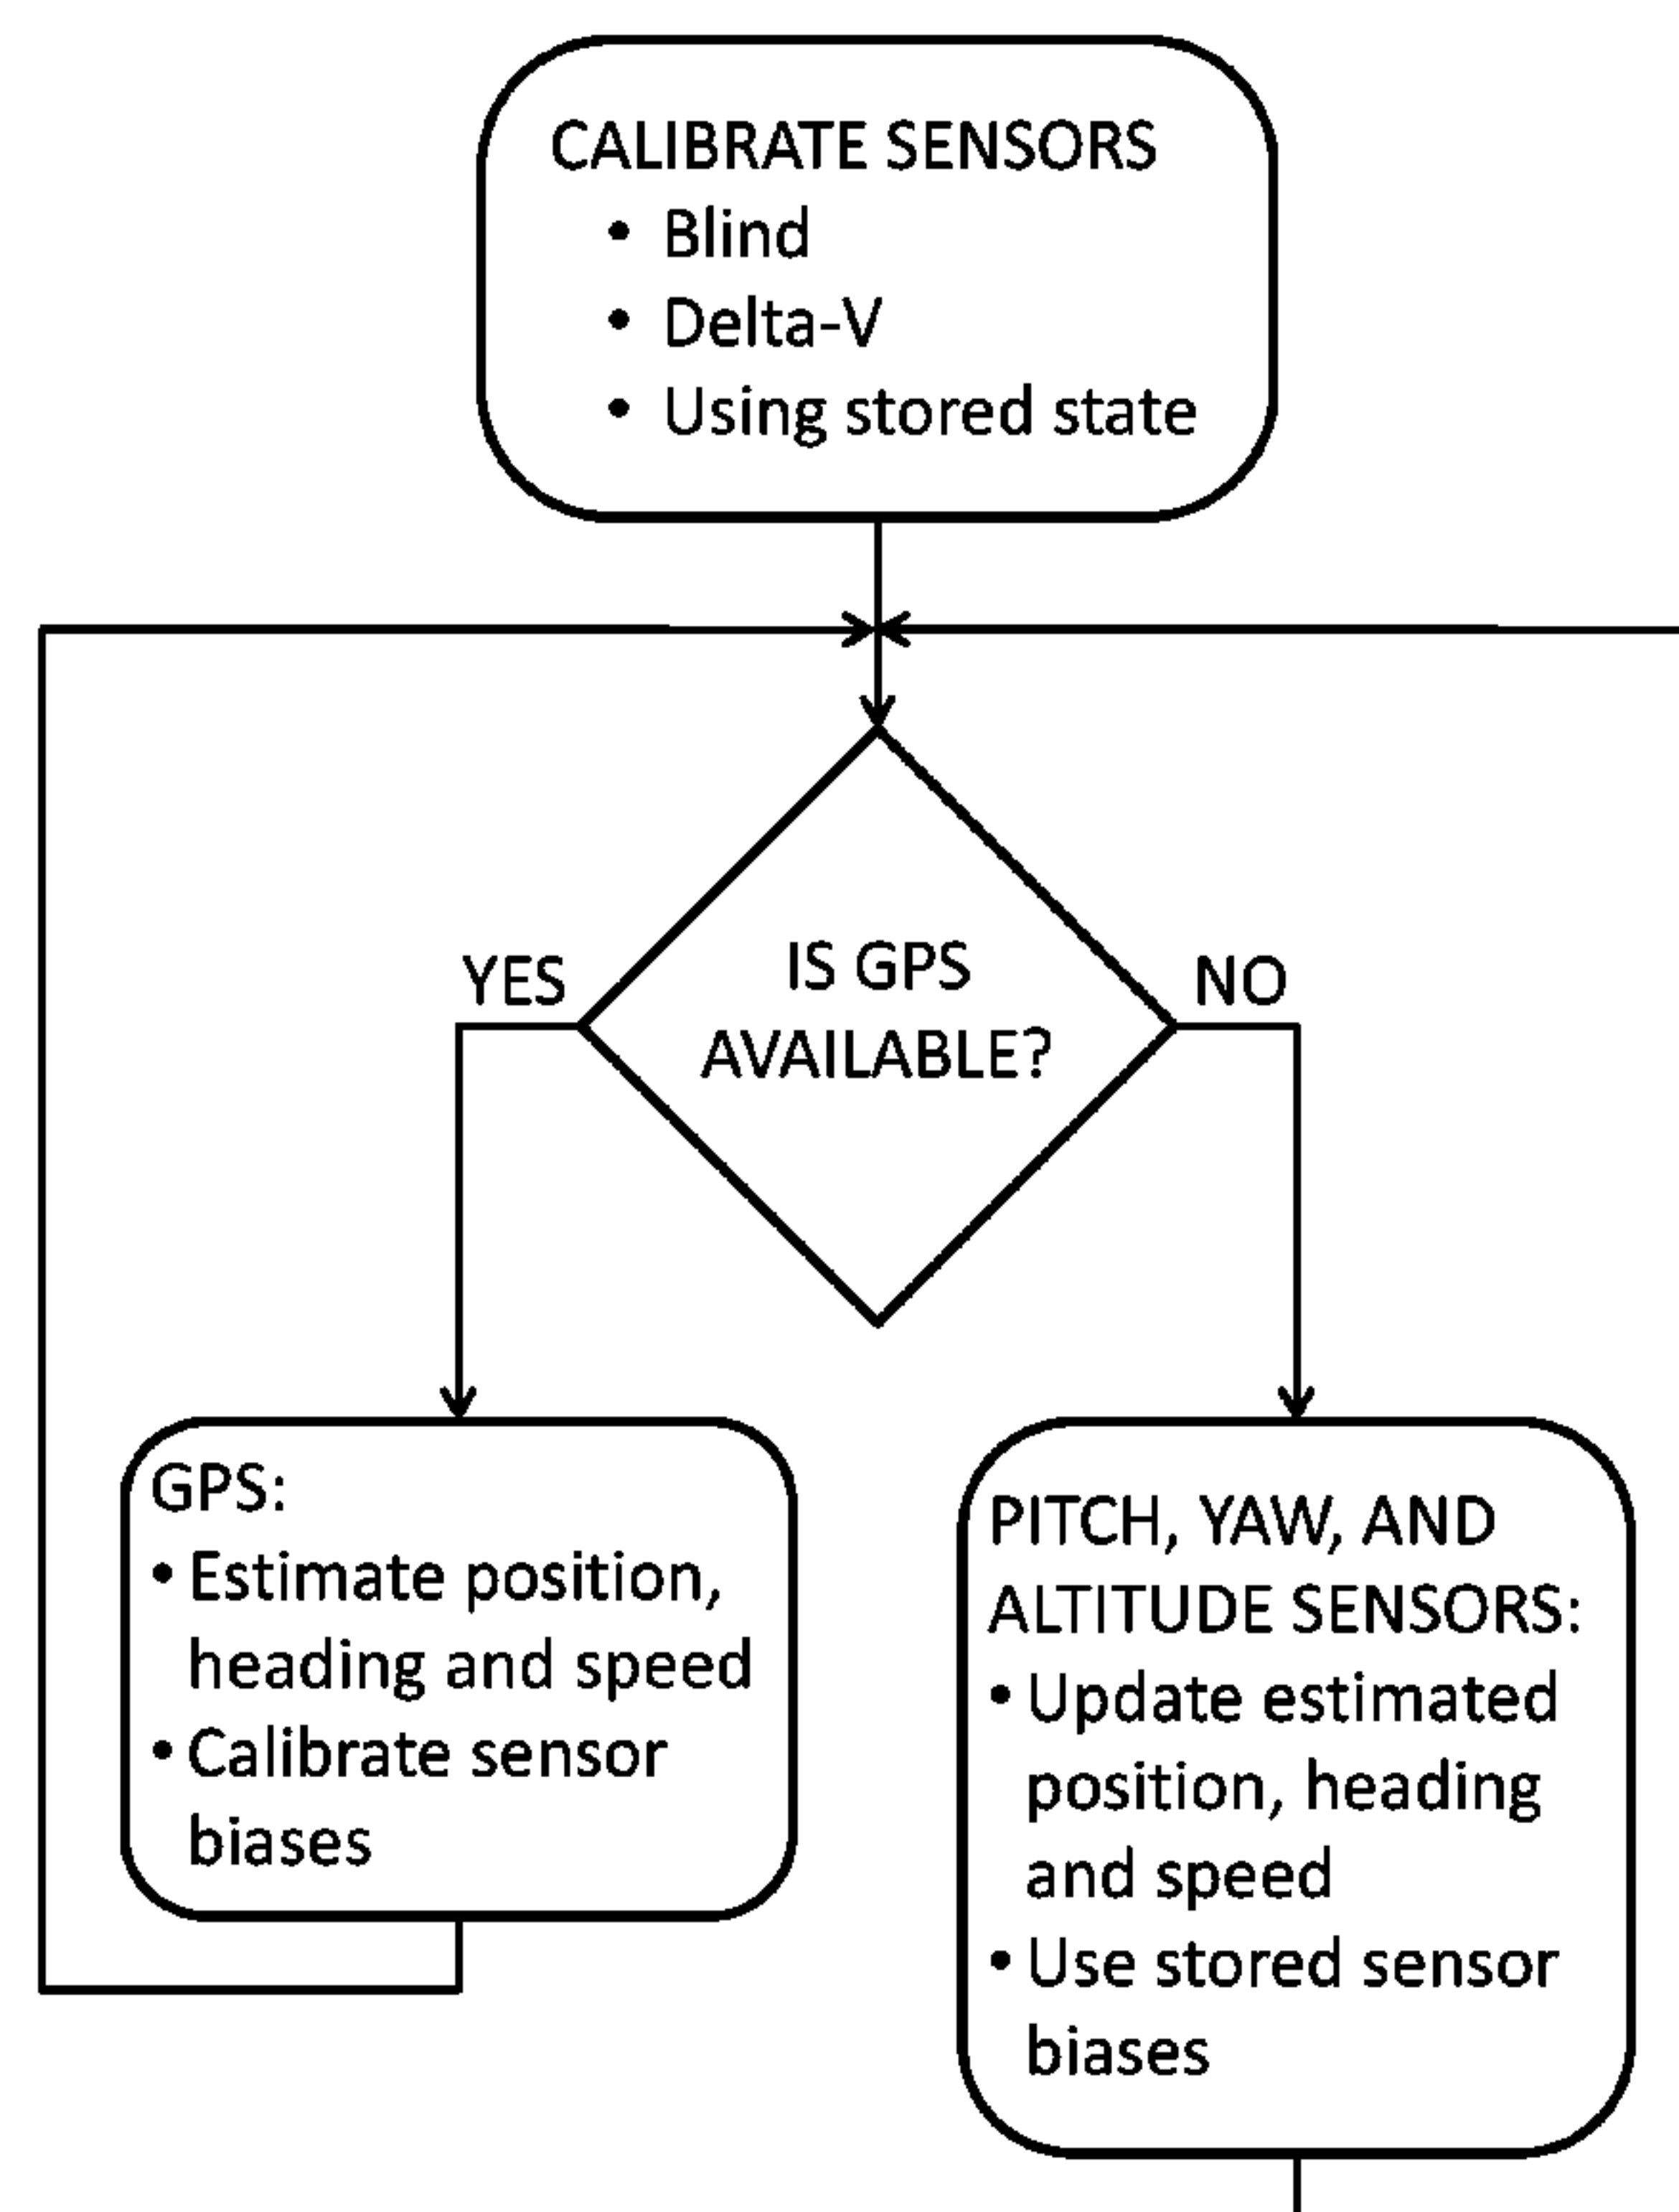 CALIBRATE SENSORS
• Blind
• Delta-V
• Using stored state
IS GPS
AVAILABLE?
YES
NO
GPS:
• Estimate position,
heading and speed
• Calibrate sensor
biases
PITCH, YAW, AND
ALTITUDE SENSORS:
• Update estimated
position, heading
and speed
• Use stored sensor
biases